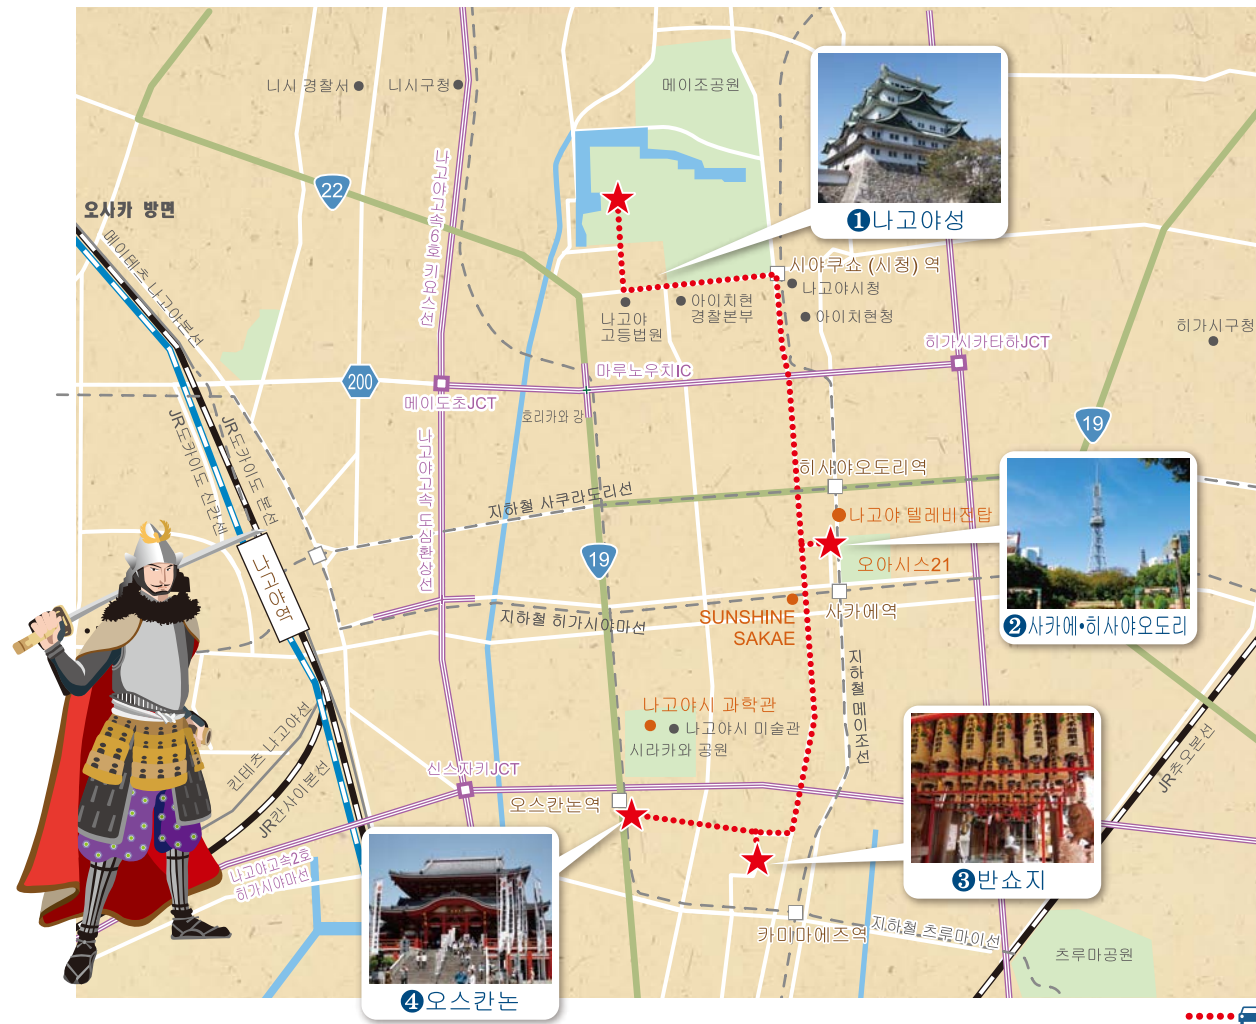 메이조공원
니시 경찰서
니시구청
22
나고야고속6호 키요스선
오사카 방면
메이테츠 나고야본선
❶나고야성
시야쿠쇼 (시청) 역
나고야시청
아이치현
경찰본부
나고야
고등법원
아이치현청
히가시구청
히가시카타하JCT
마루노우치IC
200
메이도초JCT
호리카와 강
19
JR도카이도 신칸센
JR도카이도 본선
나고야고속 도심환상선
히사야오도리역
지하철 사쿠라도리선
나고야 텔레비전탑
19
오아시스21
나고야역
SUNSHINE
SAKAE
사카에역
지하철 히가시야마선
❷사카에•히사야오도리
지하철 메이조선
나고야시 과학관
나고야시 미술관
시라카와 공원
킨테츠 나고야선
JR칸사이본선
신스자키JCT
오스칸논역
JR추오본선
나고야고속2호
히가시야마선
❸반쇼지
카미마에즈역
지하철 츠루마이선
츠루마공원
❹오스칸논